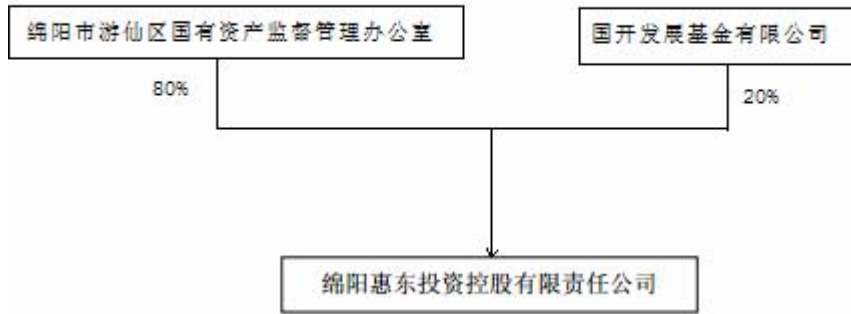 绵阳市游仙区国有资产监督管理办公室
国开发展基金有限公司
80%
20%
绵阳惠东投资控股有限责任公司